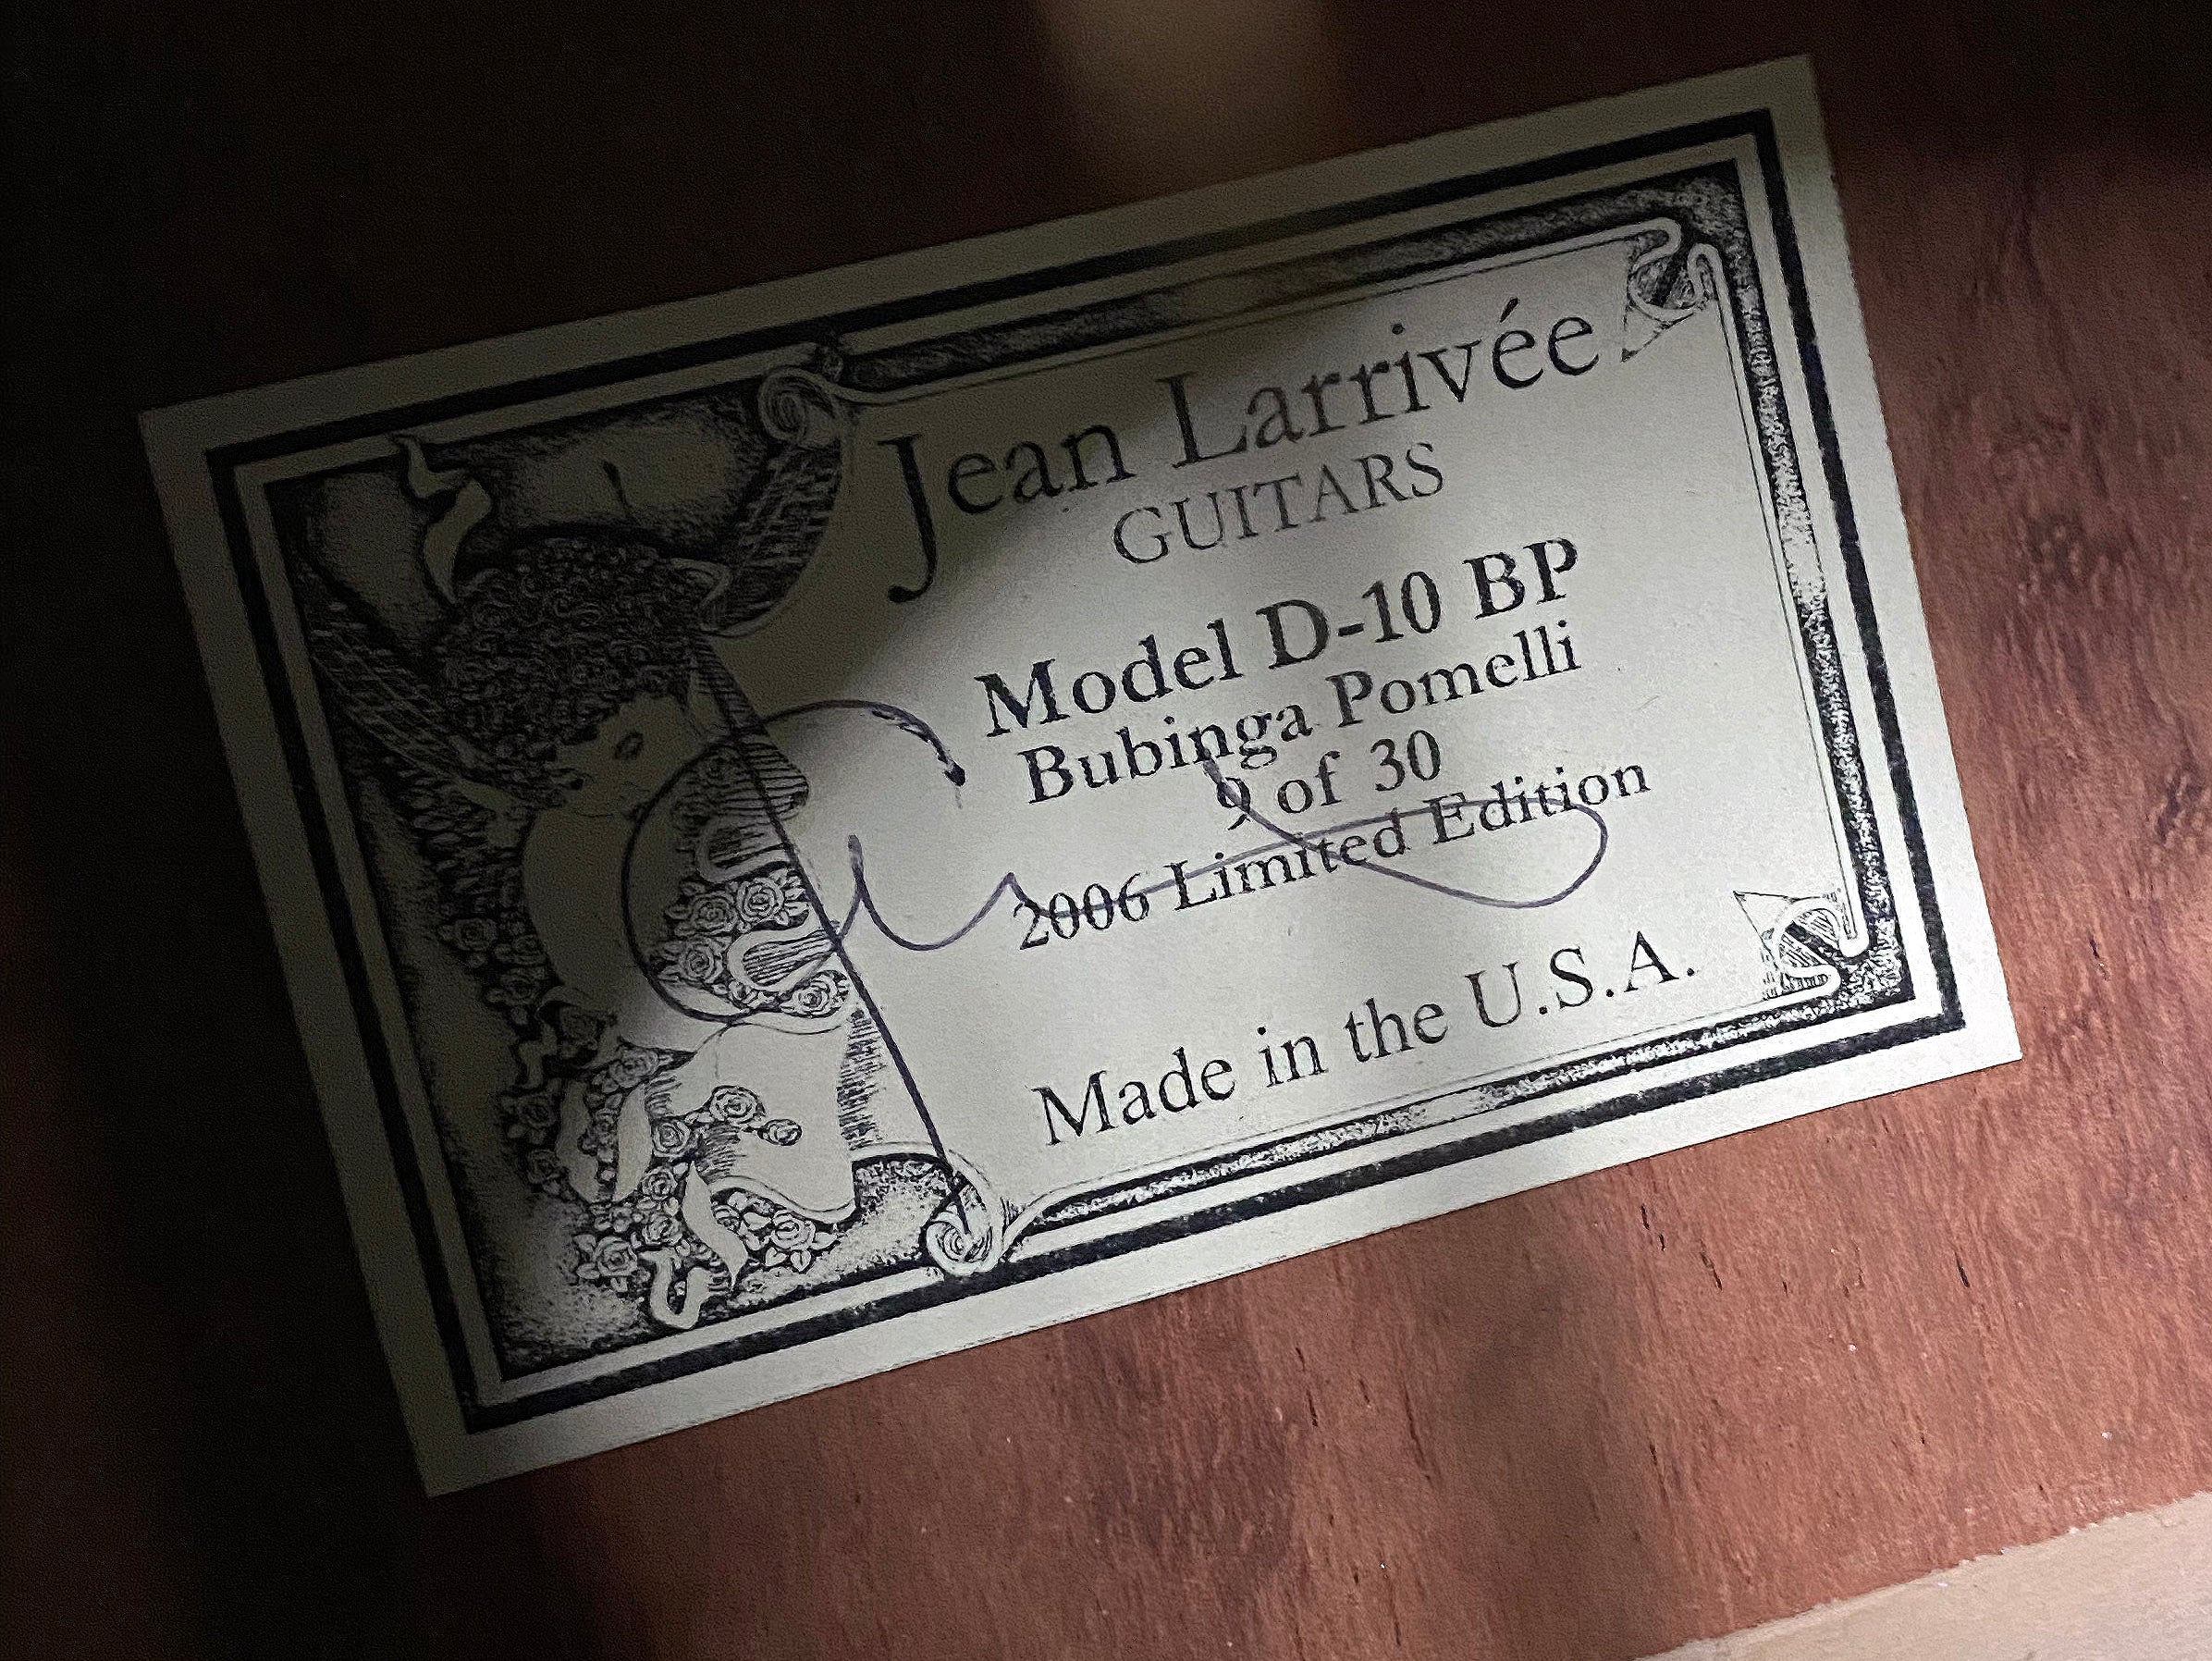 Jean Larrivée
GUITARS
Model D-10 BP
Bubinga Pomelli
9 of 30
2006 Limited Edition
Made in the U.S.A.